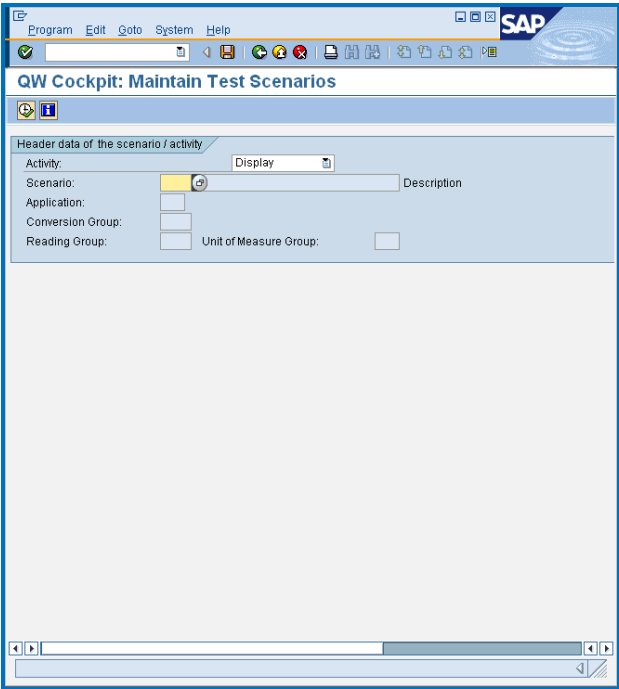 Program Edit Goto System Help
SAP
QW Cockpit: Maintain Test Scenarios
Header data of the scenario / activity
Activity: Display
Scenario: Description
Application:
Conversion Group:
Reading Group: Unit of Measure Group: